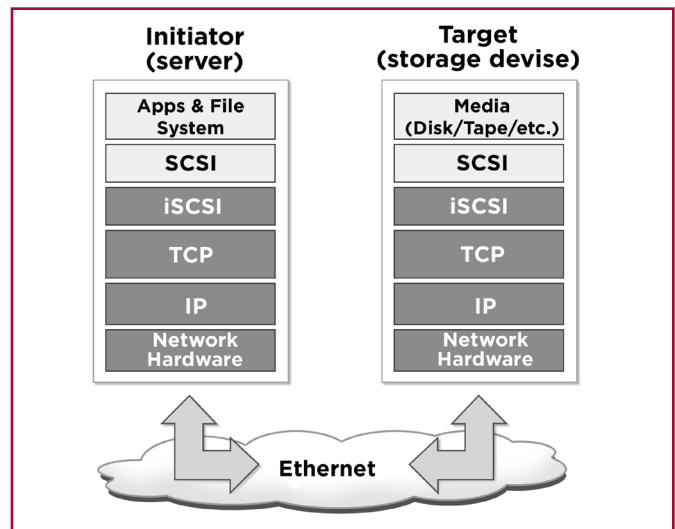 Initiator
(server)
Apps & File
System
SCSI
iSCSI
TCP
IP
Network
Hardware
Target
(storage devise)
Media
(Disk/Tape/etc.)
SCSI
iSCSI
TCP
IP
Network
Hardware
Ethernet